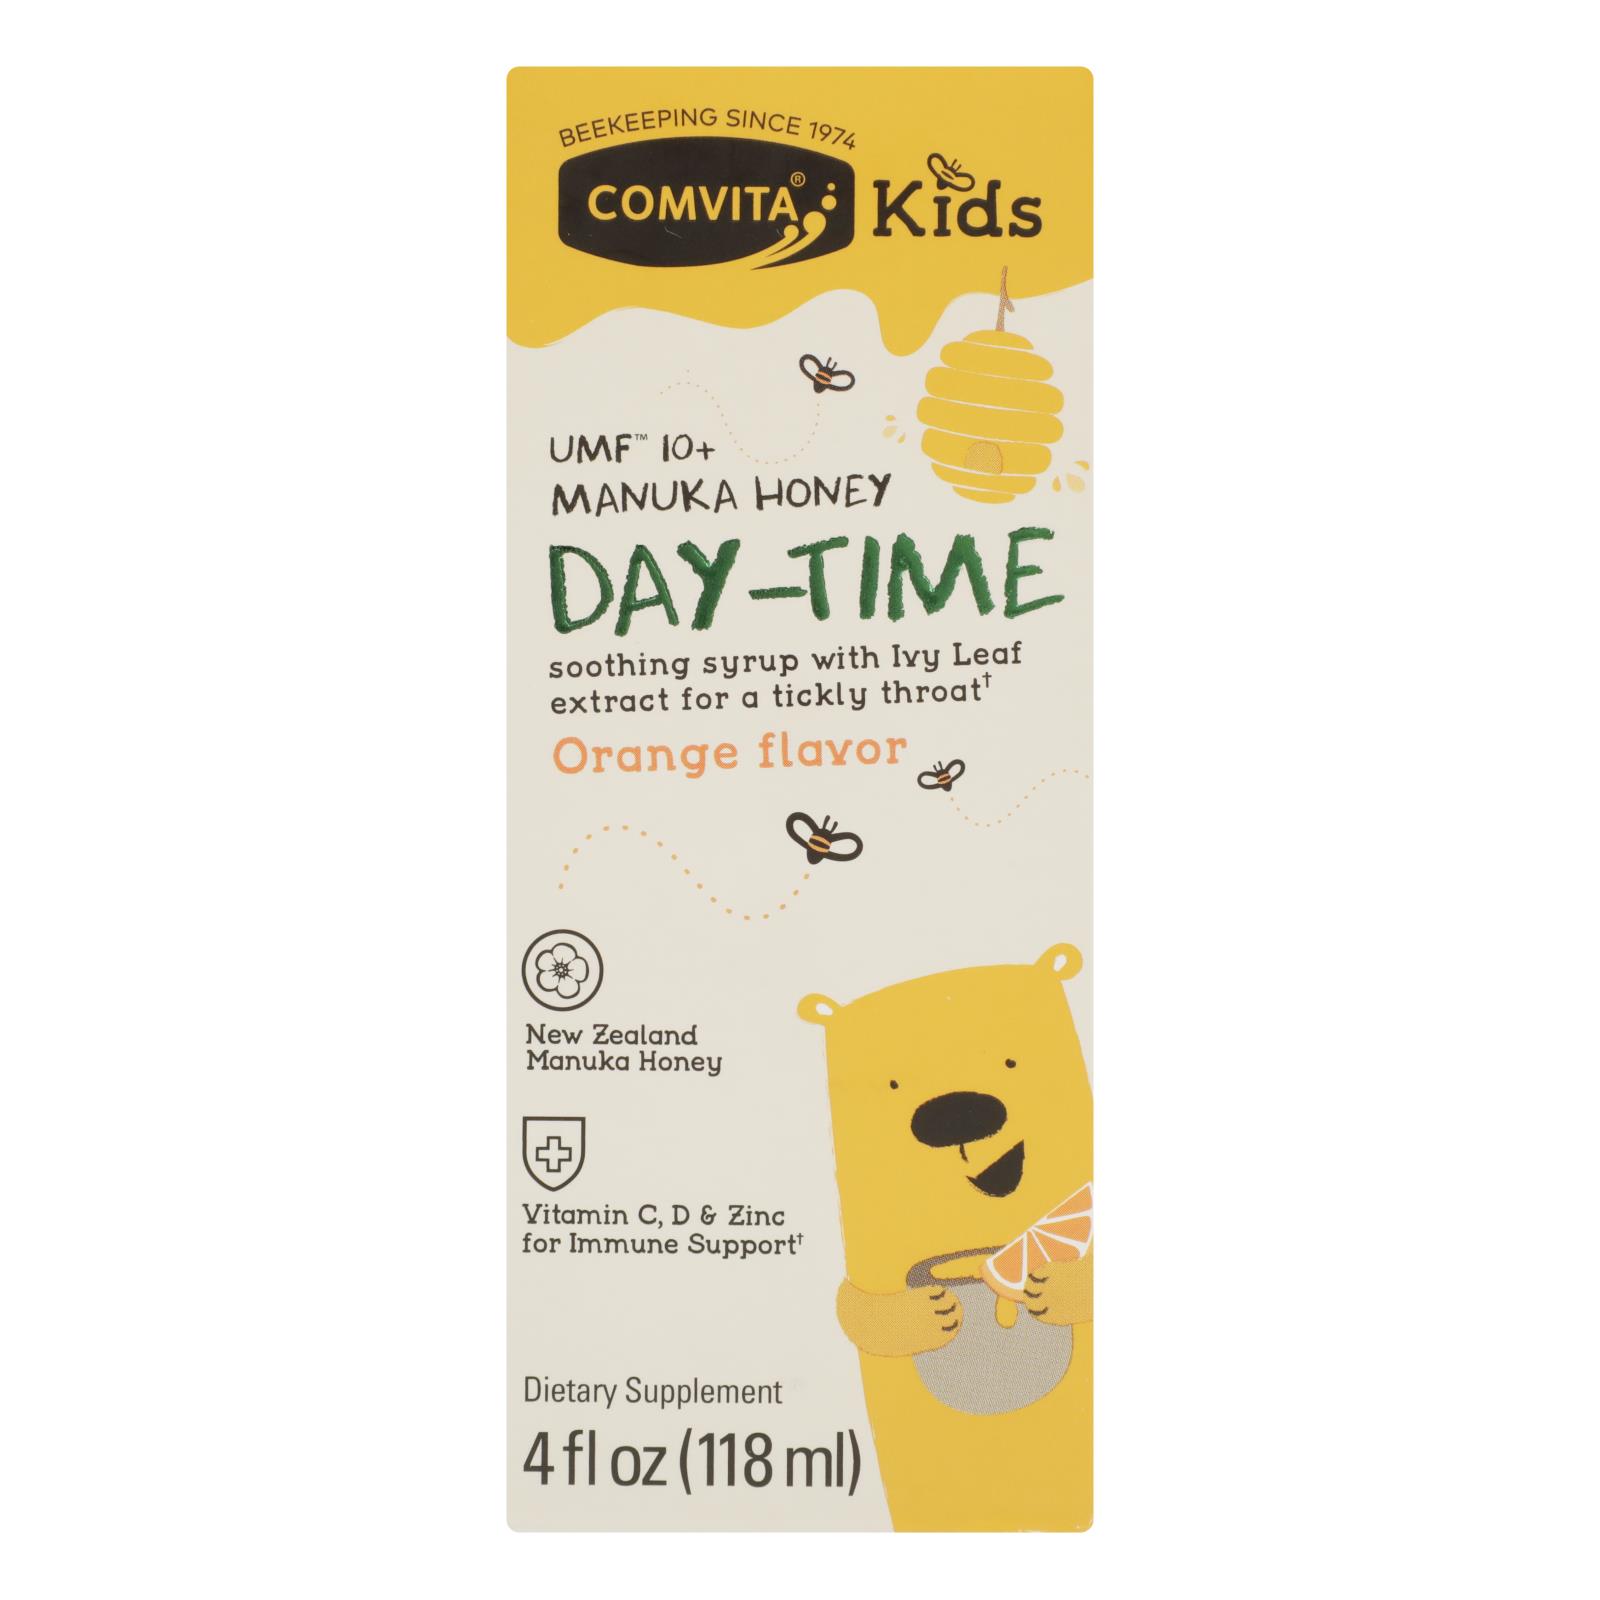 BEEKEEPING SINCE 1974
COMVITA® Kids
UMF™ 10+
MANUKA HONEY
DAY-TIME
soothing syrup with Ivy Leaf
extract for a tickly throat†
Orange flavor
New Zealand
Manuka Honey
Vitamin C, D & Zinc
for Immune Support†
Dietary Supplement
4 fl oz (118 ml)